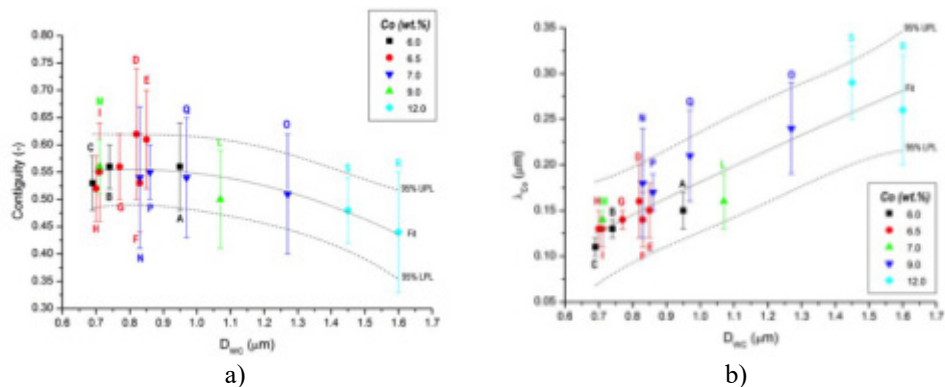 Co (wt.%)
6.0
6.5
7.0
9.0
12.0
D
E
M
I
C
B
H
G
F
N
P
Q
A
L
O
S
R
95% UPL
Fit
95% LPL
Contiguity (-)
0.80
0.75
0.70
0.65
0.60
0.55
0.50
0.45
0.40
0.35
0.30
0.6 0.7 0.8 0.9 1.0 1.1 1.2 1.3 1.4 1.5 1.6 1.7
D_WC (μm)
a)
95% UPL
S
R
Fit
O
Q
N
P
D
L
A
H
M
G
B
C
I
F
E
95% LPL
Co (wt.%)
6.0
6.5
7.0
9.0
12.0
λ_Co (μm)
0.35
0.30
0.25
0.20
0.15
0.10
0.05
0.6 0.7 0.8 0.9 1.0 1.1 1.2 1.3 1.4 1.5 1.6 1.7
D_WC (μm)
b)